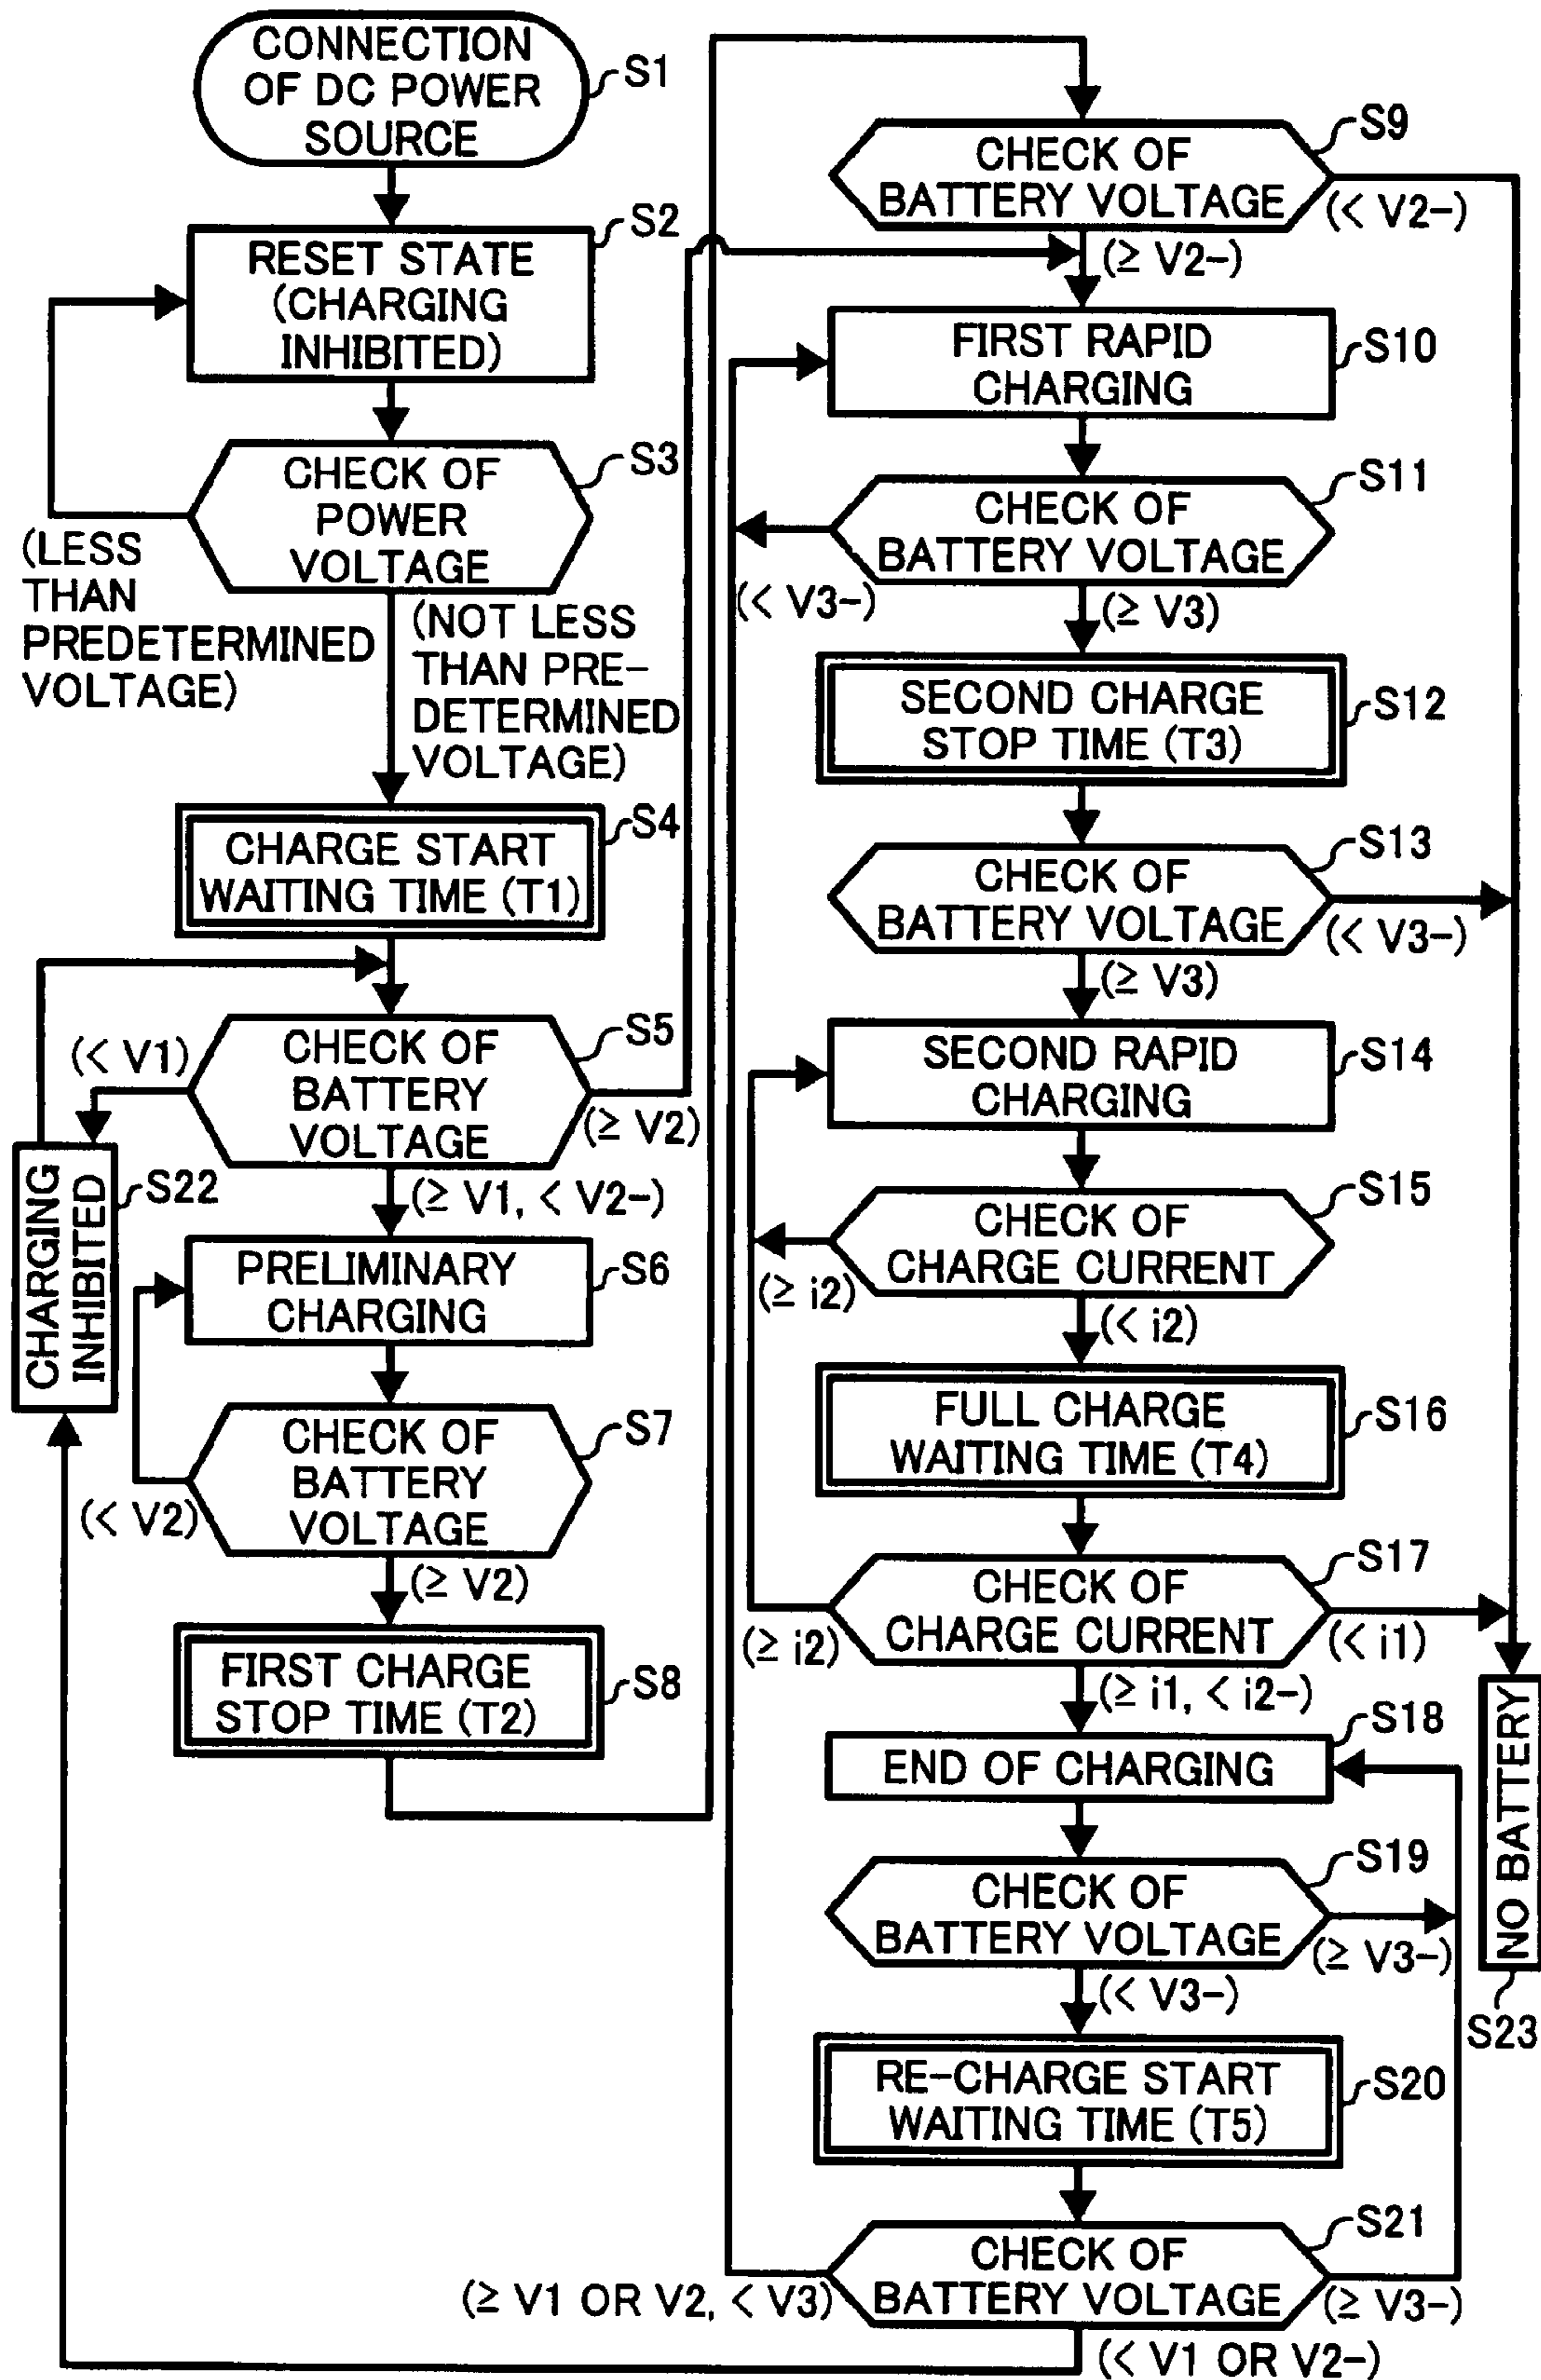 CONNECTION
OF DC POWER
SOURCE
S1
RESET STATE
(CHARGING
INHIBITED)
S2
CHECK OF
POWER
VOLTAGE
S3
(LESS
THAN
PREDETERMINED
VOLTAGE)
(NOT LESS
THAN PRE-
DETERMINED
VOLTAGE)
CHARGE START
WAITING TIME (T1)
S4
CHECK OF
BATTERY
VOLTAGE
S5
(< V1)
(≥ V2)
(≥ V1, < V2-)
CHARGING
INHIBITED
S22
PRELIMINARY
CHARGING
S6
CHECK OF
BATTERY
VOLTAGE
S7
(< V2)
(≥ V2)
FIRST CHARGE
STOP TIME (T2)
S8
CHECK OF
BATTERY VOLTAGE
S9
(< V2-)
(≥ V2-)
FIRST RAPID
CHARGING
S10
CHECK OF
BATTERY VOLTAGE
S11
(< V3-)
(≥ V3)
SECOND CHARGE
STOP TIME (T3)
S12
CHECK OF
BATTERY VOLTAGE
S13
(< V3-)
(≥ V3)
SECOND RAPID
CHARGING
S14
CHECK OF
CHARGE CURRENT
S15
(≥ i2)
(< i2)
FULL CHARGE
WAITING TIME (T4)
S16
CHECK OF
CHARGE CURRENT
S17
(≥ i2)
(< i1)
(≥ i1, < i2-)
END OF CHARGING
S18
CHECK OF
BATTERY VOLTAGE
S19
(≥ V3-)
(< V3-)
NO BATTERY
S23
RE-CHARGE START
WAITING TIME (T5)
S20
CHECK OF
BATTERY VOLTAGE
S21
(≥ V1 OR V2, < V3)
(≥ V3-)
(< V1 OR V2-)